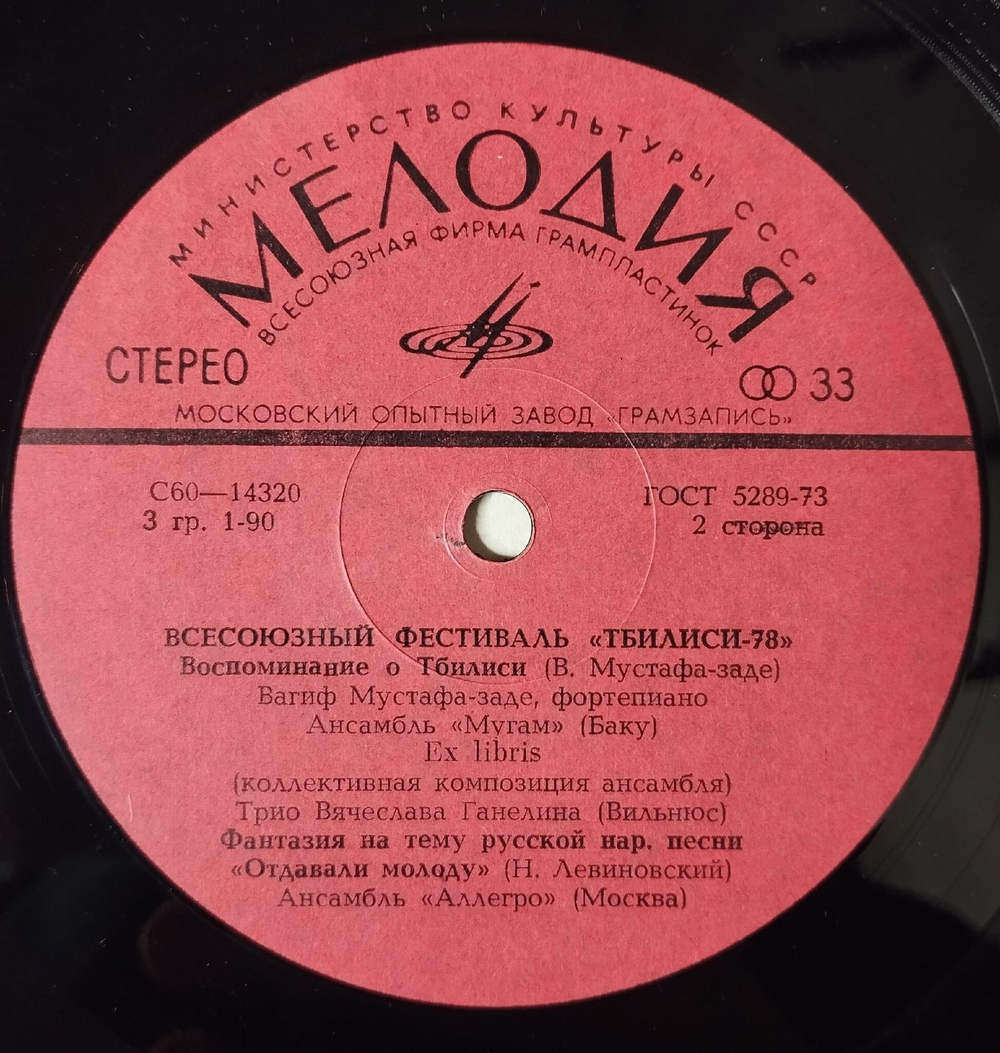 МИНИСТЕРСТВО КУЛЬТУРЫ СССР
МЕЛОДИЯ
ВСЕСОЮЗНАЯ ФИРМА ГРАМПЛАСТИНОК
СТЕРЕО
33
МОСКОВСКИЙ ОПЫТНЫЙ ЗАВОД «ГРАМЗАПИСЬ»
С60—14320
3 гр. 1-90
ГОСТ 5289-73
2 сторона
ВСЕСОЮЗНЫЙ ФЕСТИВАЛЬ «ТБИЛИСИ-78»
Воспоминание о Тбилиси (В. Мустафа-заде)
Вагиф Мустафа-заде, фортепиано
Ансамбль «Мугам» (Баку)
Ex libris
(коллективная композиция ансамбля)
Трио Вячеслава Ганелина (Вильнюс)
Фантазия на тему русской нар. песни
«Отдавали молоду» (Н. Левиновский)
Ансамбль «Аллегро» (Москва)